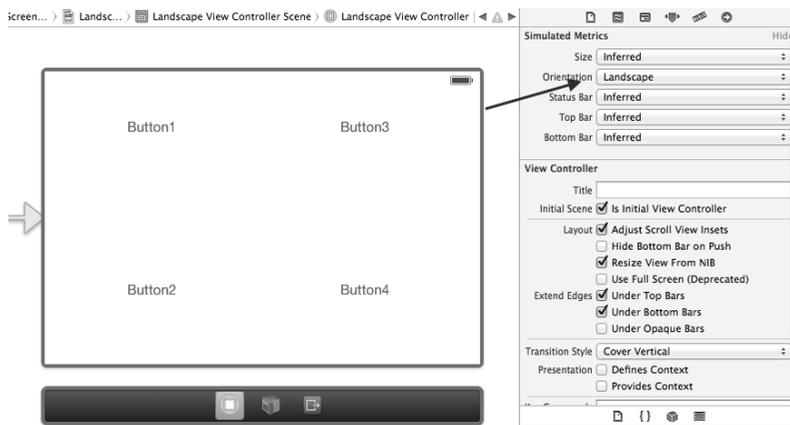 Screen... Landsc... Landscape View Controller Scene Landscape View Controller
Simulated Metrics Hide
Size Inferred
Orientation Landscape
Status Bar Inferred
Top Bar Inferred
Bottom Bar Inferred
Button1 Button3
Button2 Button4
View Controller
Title
Initial Scene Is Initial View Controller
Layout Adjust Scroll View Insets
Hide Bottom Bar on Push
Resize View From NIB
Use Full Screen (Deprecated)
Extend Edges Under Top Bars
Under Bottom Bars
Under Opaque Bars
Transition Style Cover Vertical
Presentation Defines Context
Provides Context